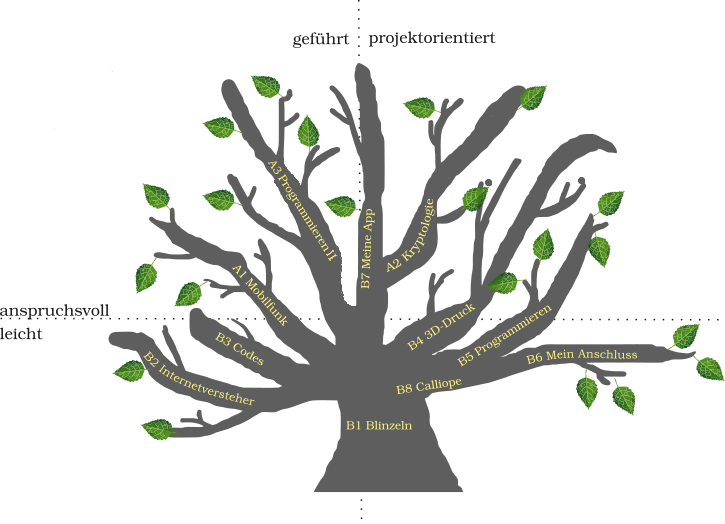 geführt
projektorientiert
A3 Programmieren II
B7 Meine App
A2 Kryptologie
A1 Mobilfunk
anspruchsvoll
leicht
B3 Codes
B4 3D-Druck
B5 Programmieren
B2 Internetversteher
B6 Mein Anschluss
B8 Calliope
B1 Blinzeln